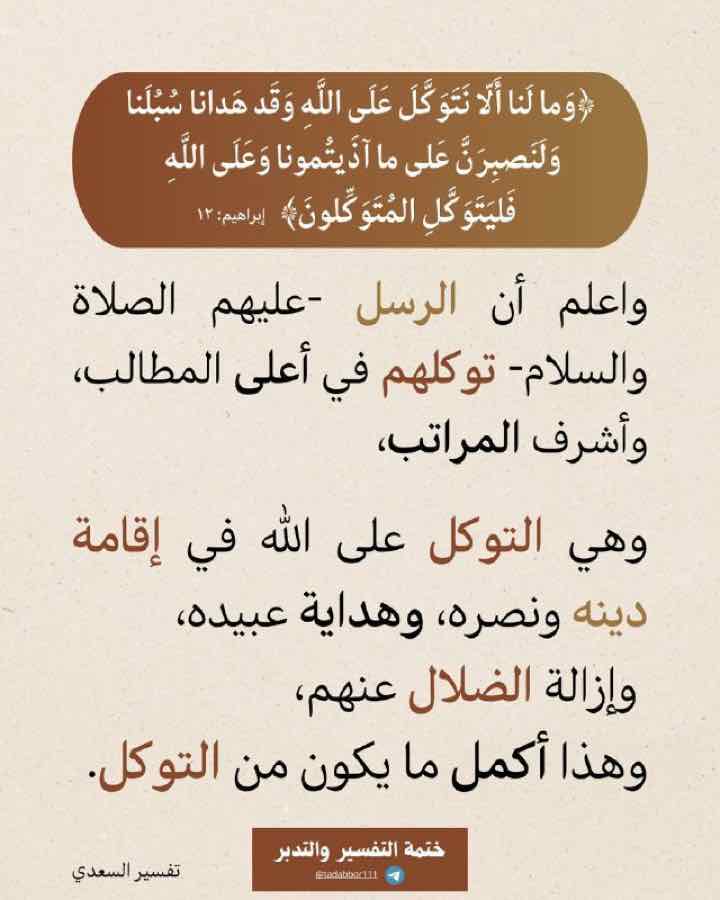 ﴿وَما لَنا أَلّا نَتَوَكَّلَ عَلَى اللَّهِ وَقَد هَدانا سُبُلَنا
وَلَنَصبِرَنَّ عَلى ما آذَيتُمونا وَعَلَى اللَّهِ
فَليَتَوَكَّلِ المُتَوَكِّلونَ﴾ إبراهيم: ١٢
واعلم أن الرسل -عليهم الصلاة
والسلام- توكلهم في أعلى المطالب،
وأشرف المراتب،
وهي التوكل على الله في إقامة
دينه ونصره، وهداية عبيده،
وإزالة الضلال عنهم،
وهذا أكمل ما يكون من التوكل.
ختمة التفسير والتدبر
@tadabbor111
تفسير السعدي